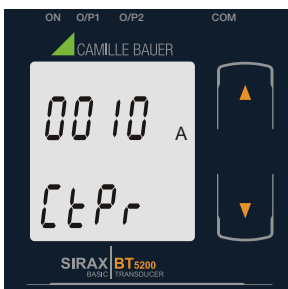 ON O/P1 O/P2 COM
CAMILLE BAUER
0010 A
CtPr
SIRAX BT5200
BASIC TRANSDUCER